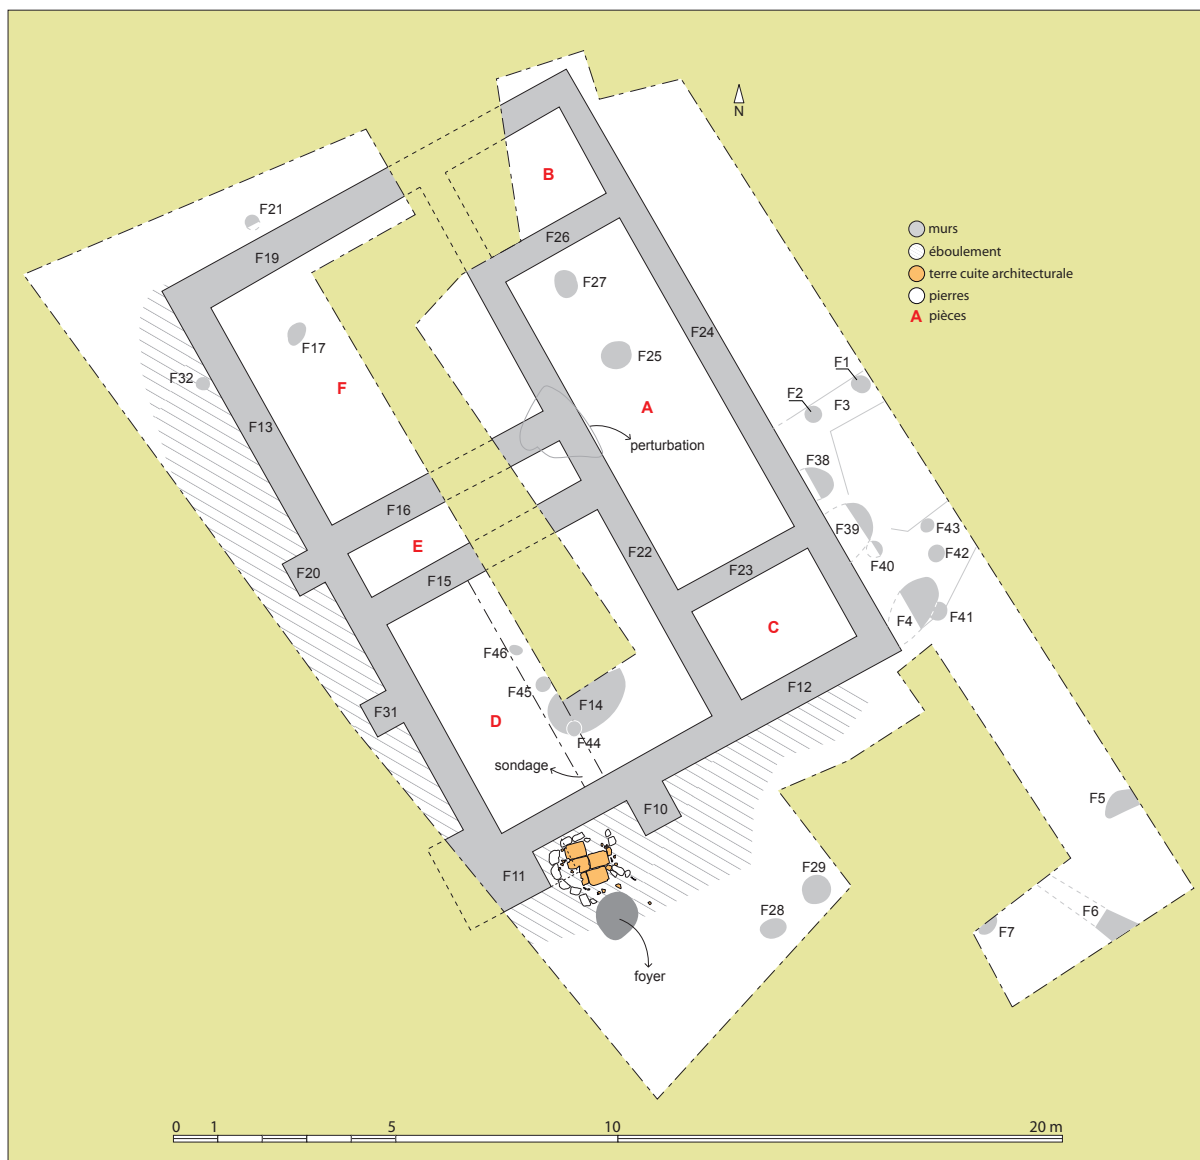 N
B
F21
F26
F19
murs
éboulement
terre cuite architecturale
pierres
A pièces
F27
F24
F17
F25
F1
F32
F2
F3
F
A
F13
perturbation
F38
F16
F39
F43
E
F22
F40
F42
F20
F15
F23
F4
F41
C
F46
F45
F12
F31
F14
D
F44
sondage
F10
F5
F11
F29
F28
F7
F6
foyer
0 1 5 10 20 m